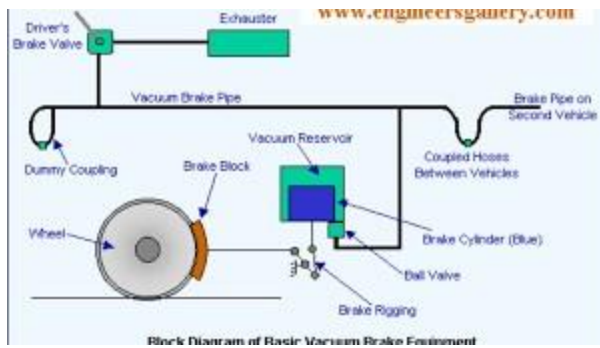 www.engineersgallery.com
Exhauster
Driver's
Brake Valve
Vacuum Brake Pipe
Brake Pipe on
Second Vehicle
Vacuum Reservoir
Dummy Coupling
Brake Block
Coupled Hoses
Between Vehicles
Wheel
Brake Cylinder (Blue)
Ball Valve
Brake Rigging
Block Diagram of Basic Vacuum Brake Equipment